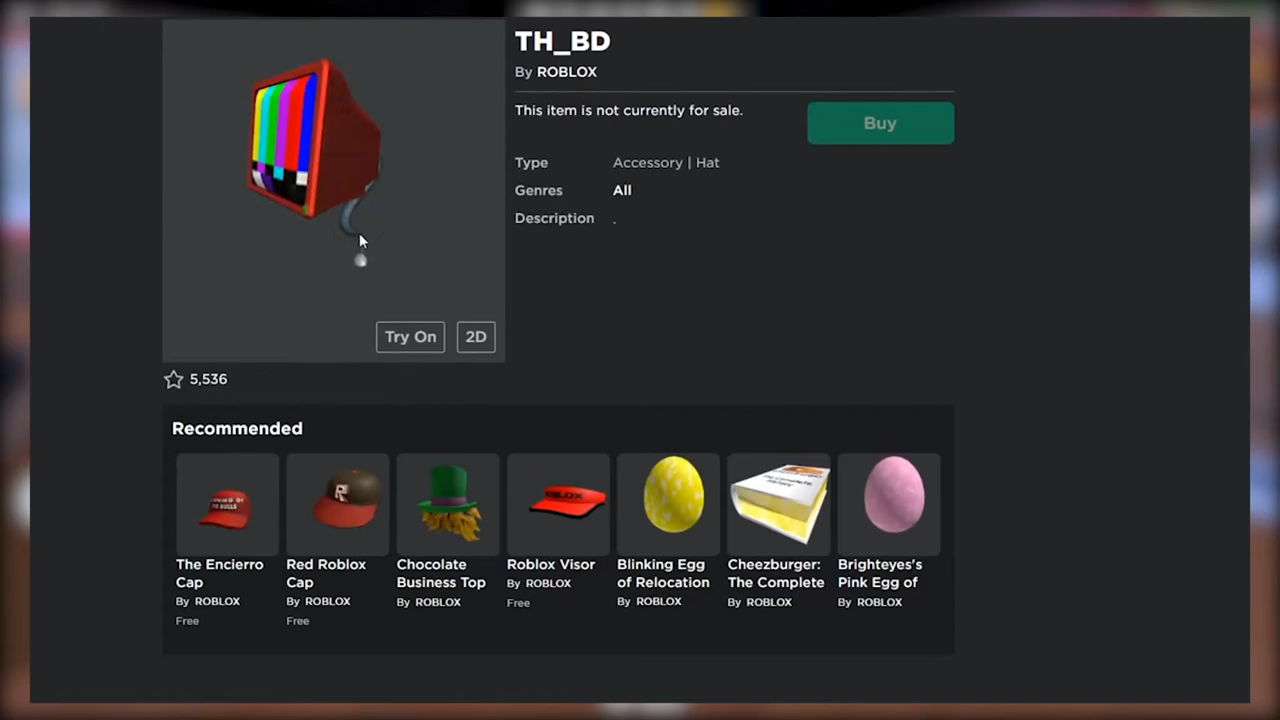 TH_BD
By ROBLOX
This item is not currently for sale.
Buy
Type Accessory | Hat
Genres All
Description .
Try On
2D
5,536
Recommended
The Encierro Cap
By ROBLOX
Free
Red Roblox Cap
By ROBLOX
Free
Chocolate Business Top
By ROBLOX
Roblox Visor
By ROBLOX
Free
Blinking Egg of Relocation
By ROBLOX
Cheezburger: The Complete
By ROBLOX
Brighteyes's Pink Egg of
By ROBLOX